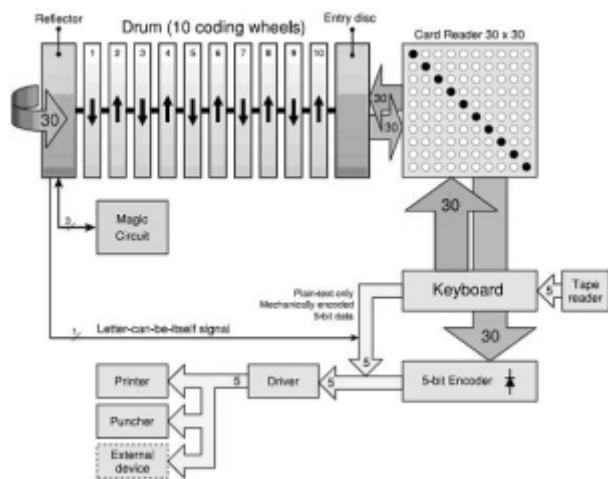 Reflector
Drum (10 coding wheels)
Entry disc
Card Reader 30 x 30
1 2 3 4 5 6 7 8 9 10
30
30
30
3
Magic
Circuit
30
Plain-text only
Mechanically encoded
5-bit data
Keyboard
5
Tape
reader
1
Letter-can-be-itself signal
30
5
Printer
5
Driver
5
5-bit Encoder
Puncher
External
device